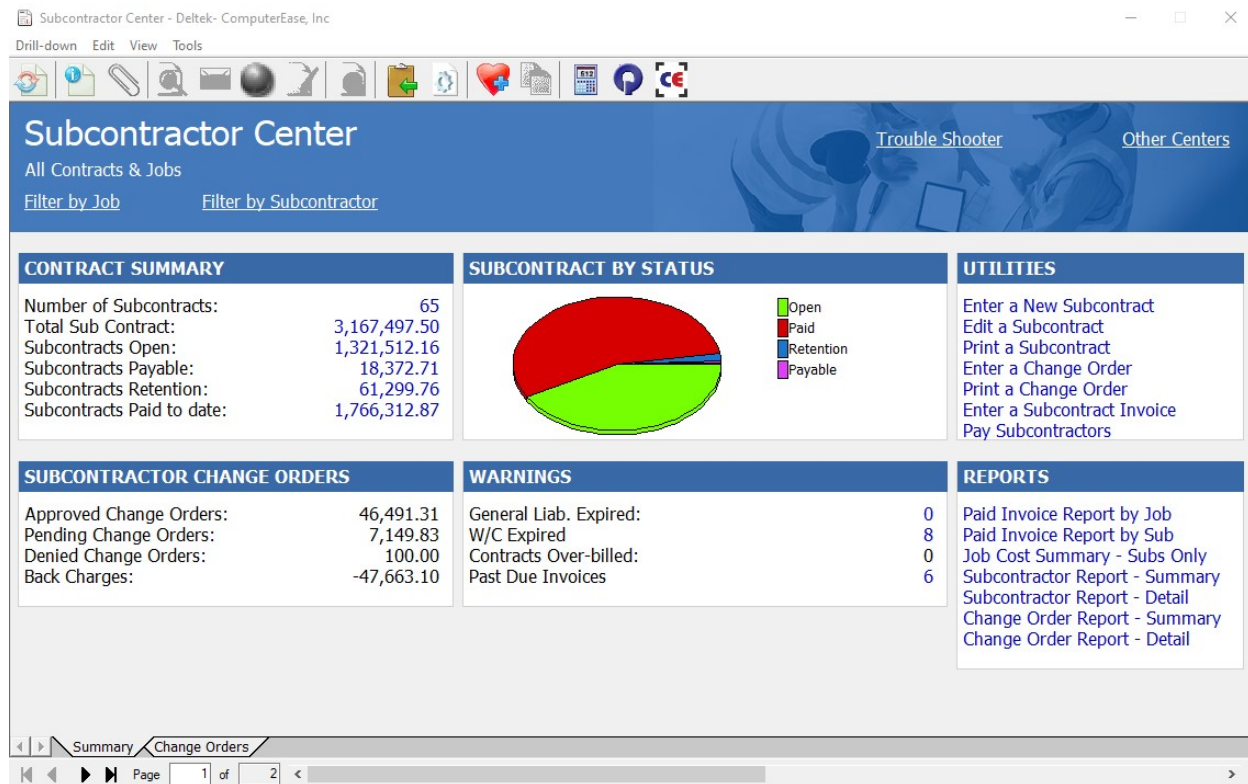 Subcontractor Center - Deltek- ComputerEase, Inc
Drill-down Edit View Tools
612
CE
Subcontractor Center
Trouble Shooter Other Centers
All Contracts & Jobs
Filter by Job Filter by Subcontractor
CONTRACT SUMMARY
Number of Subcontracts: 65
Total Sub Contract: 3,167,497.50
Subcontracts Open: 1,321,512.16
Subcontracts Payable: 18,372.71
Subcontracts Retention: 61,299.76
Subcontracts Paid to date: 1,766,312.87
SUBCONTRACT BY STATUS
Open
Paid
Retention
Payable
UTILITIES
Enter a New Subcontract
Edit a Subcontract
Print a Subcontract
Enter a Change Order
Print a Change Order
Enter a Subcontract Invoice
Pay Subcontractors
SUBCONTRACTOR CHANGE ORDERS
Approved Change Orders: 46,491.31
Pending Change Orders: 7,149.83
Denied Change Orders: 100.00
Back Charges: -47,663.10
WARNINGS
General Liab. Expired: 0
W/C Expired 8
Contracts Over-billed: 0
Past Due Invoices 6
REPORTS
Paid Invoice Report by Job
Paid Invoice Report by Sub
Job Cost Summary - Subs Only
Subcontractor Report - Summary
Subcontractor Report - Detail
Change Order Report - Summary
Change Order Report - Detail
Summary Change Orders
Page 1 of 2